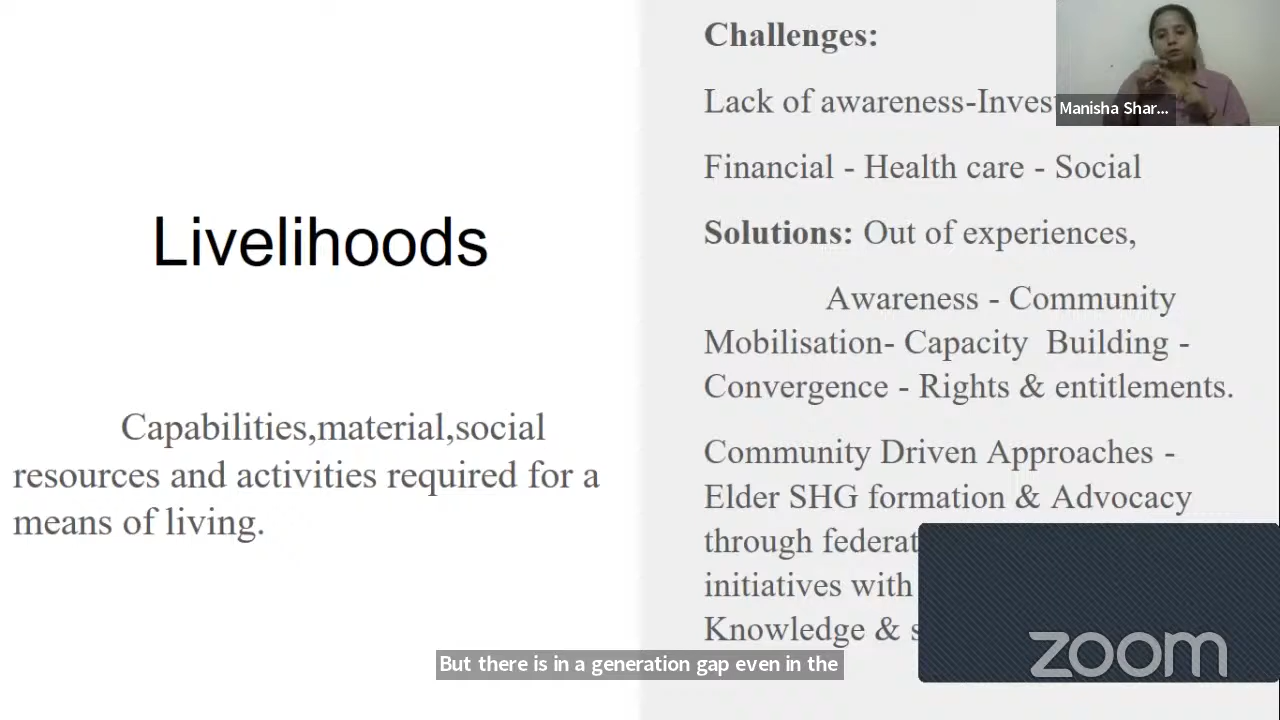 Livelihoods
Capabilities,material,social
resources and activities required for a
means of living.
Challenges:
Lack of awareness-Inves
Financial - Health care - Social
Solutions: Out of experiences,
Awareness - Community
Mobilisation- Capacity Building -
Convergence - Rights & entitlements.
Community Driven Approaches -
Elder SHG formation & Advocacy
through federat
initiatives with
Knowledge & s
Manisha Shar...
But there is in a generation gap even in the
zoom